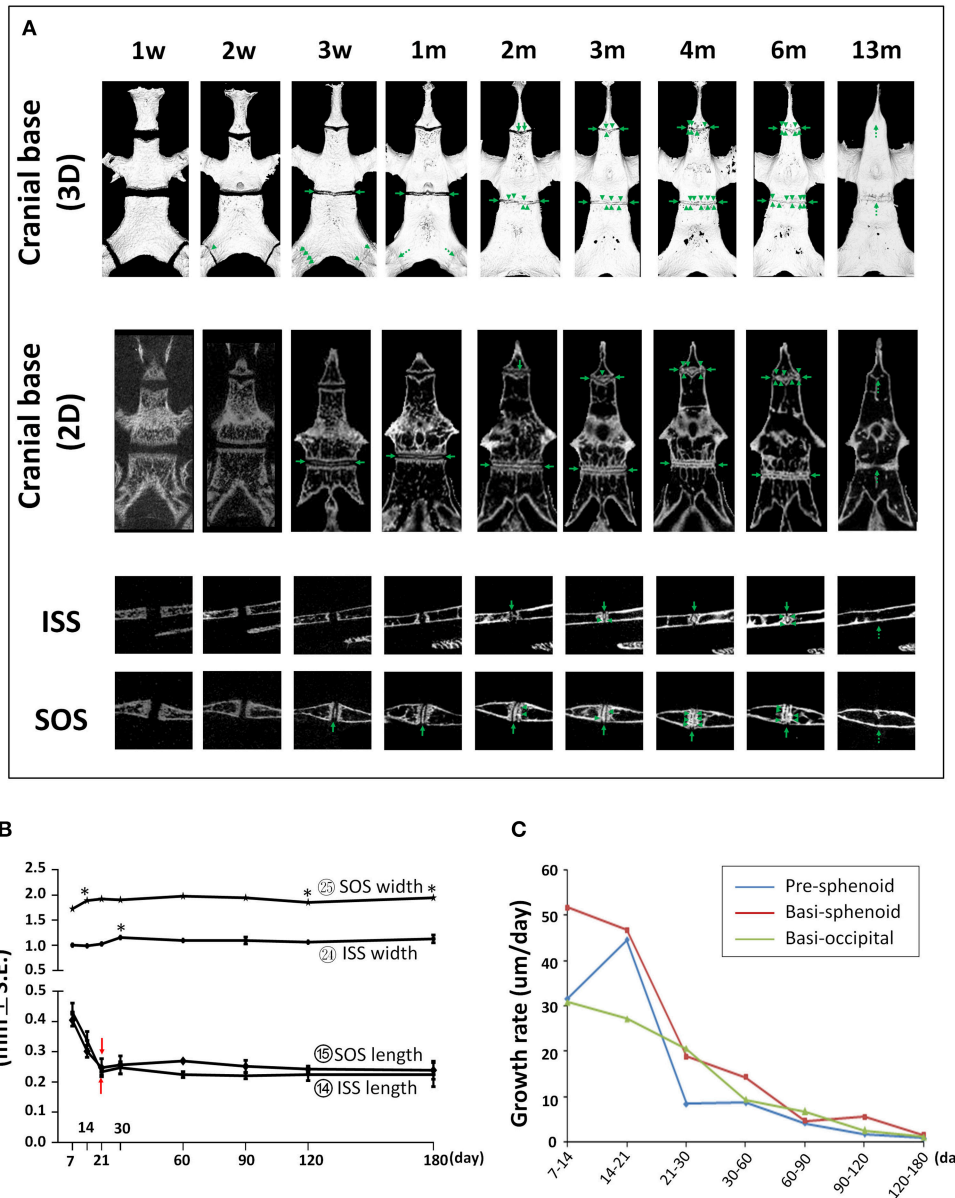 A
1w 2w 3w 1m 2m 3m 4m 6m 13m
Cranial base
(3D)
Cranial base
(2D)
ISS
SOS
B
2.5
2.0
1.5
1.0
0.5
* * * *
㉕ SOS width
㉔ ISS width
0.5
0.4
0.3
0.2
0.1
0.0
⑮ SOS length
⑭ ISS length
7 14 21 30 60 90 120 180 (day)
C
Growth rate (um/day)
60
50
40
30
20
10
0
Pre-sphenoid
Basi-sphenoid
Basi-occipital
7-14
14-21
21-30
30-60
60-90
90-120
120-180